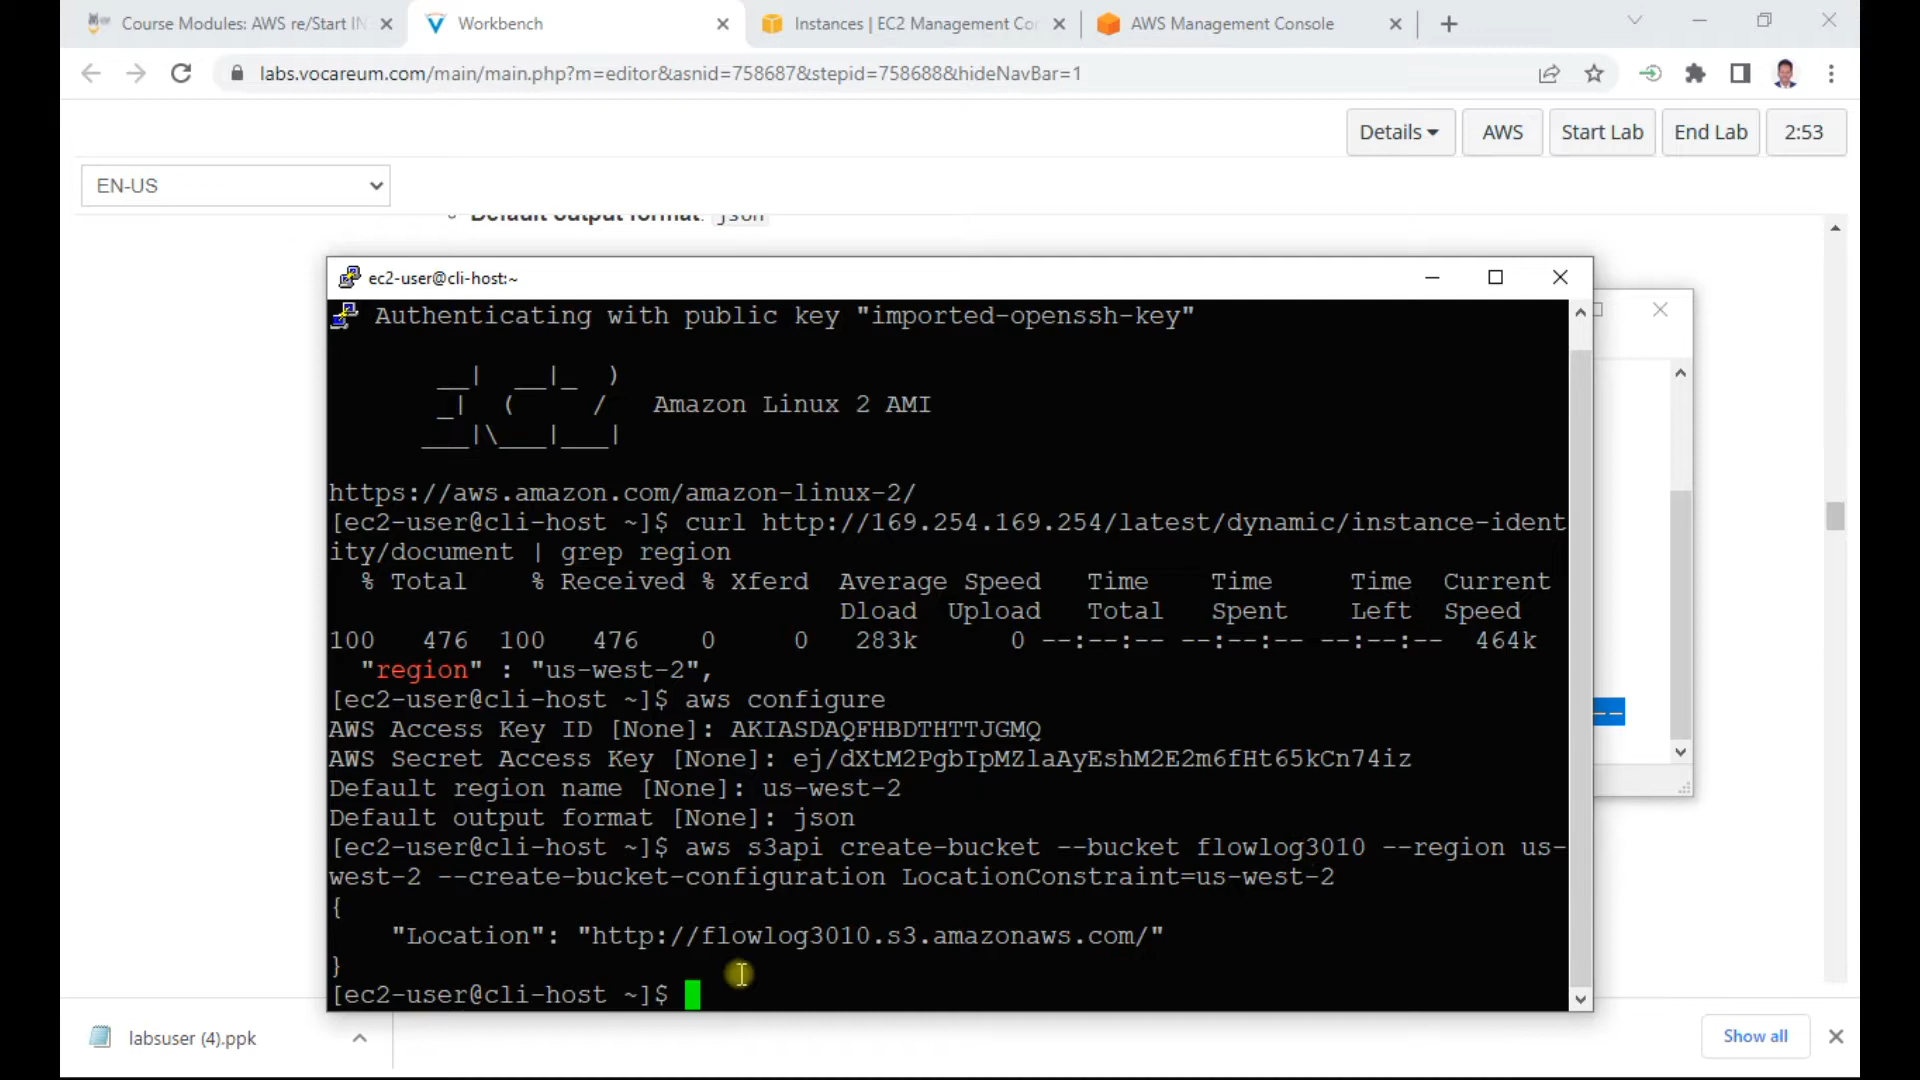 Course Modules: AWS re/Start IN
Workbench
Instances | EC2 Management Co
AWS Management Console
labs.vocareum.com/main/main.php?m=editor&asnid=758687&stepid=758688&hideNavBar=1
Details
AWS
Start Lab
End Lab
2:53
EN-US
Default output format: json
ec2-user@cli-host:~
Authenticating with public key "imported-openssh-key"
Amazon Linux 2 AMI
https://aws.amazon.com/amazon-linux-2/
[ec2-user@cli-host ~]$ curl http://169.254.169.254/latest/dynamic/instance-ident
ity/document | grep region
% Total % Received % Xferd Average Speed Time Time Time Current
Dload Upload Total Spent Left Speed
100 476 100 476 0 0 283k 0 --:--:-- --:--:-- --:--:-- 464k
"region" : "us-west-2",
[ec2-user@cli-host ~]$ aws configure
AWS Access Key ID [None]: AKIASDAQFHBDTHTTJGMQ
AWS Secret Access Key [None]: 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
Default region name [None]: us-west-2
Default output format [None]: json
[ec2-user@cli-host ~]$ aws s3api create-bucket --bucket flowlog3010 --region us-
west-2 --create-bucket-configuration LocationConstraint=us-west-2
{
"Location": "http://flowlog3010.s3.amazonaws.com/"
}
[ec2-user@cli-host ~]$
labsuser (4).ppk
Show all